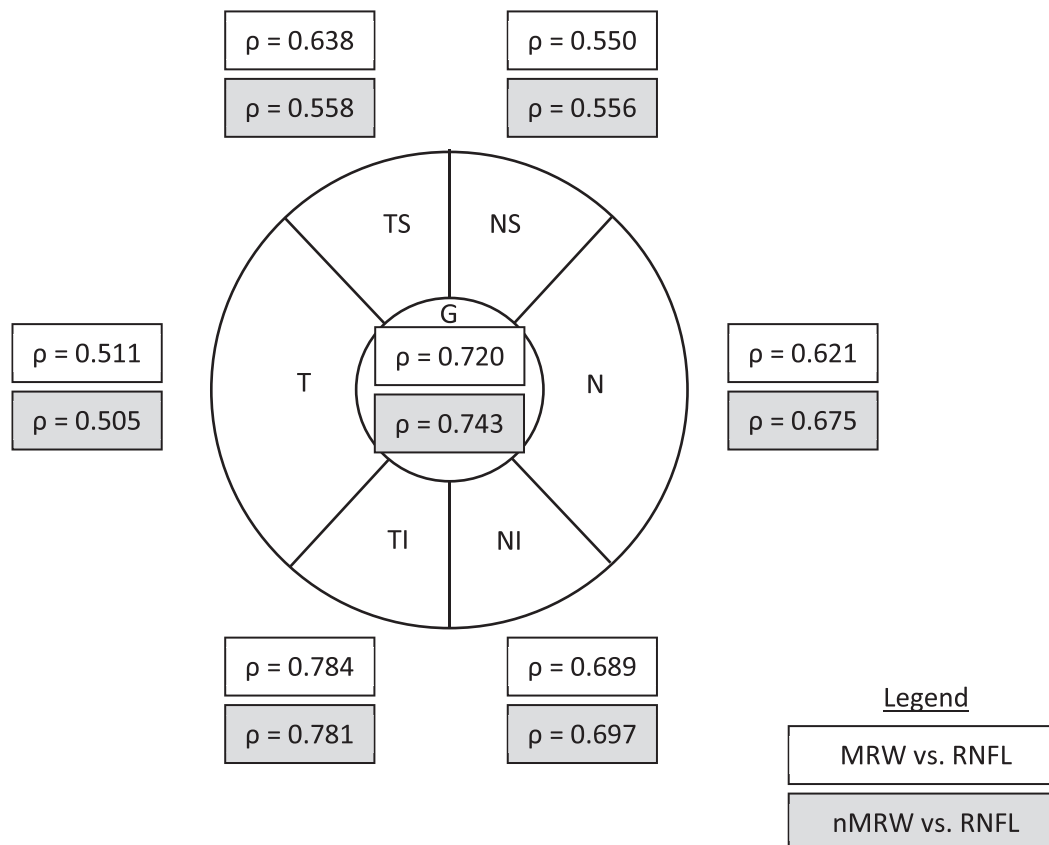 ρ = 0.638
ρ = 0.550
ρ = 0.558
ρ = 0.556
TS
NS
G
ρ = 0.511
T
ρ = 0.720
N
ρ = 0.621
ρ = 0.505
ρ = 0.743
ρ = 0.675
TI
NI
ρ = 0.784
ρ = 0.689
ρ = 0.781
ρ = 0.697
Legend
MRW vs. RNFL
nMRW vs. RNFL